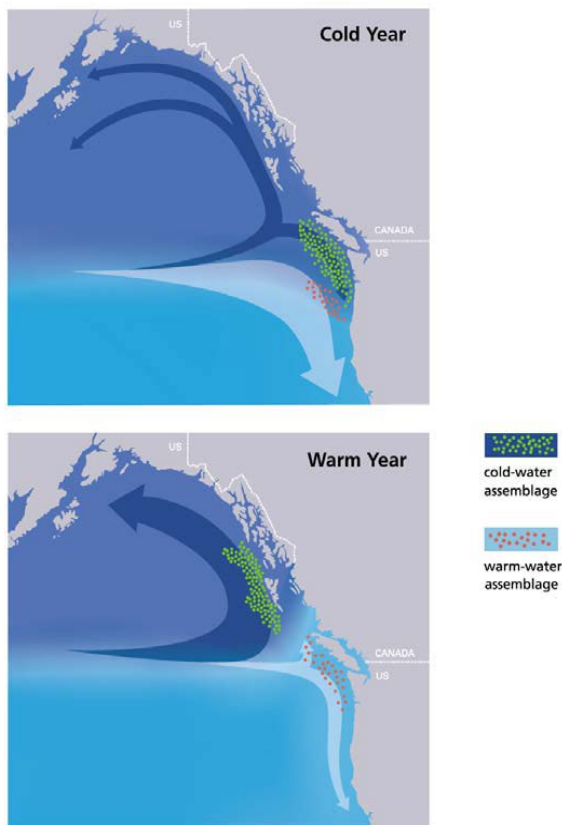 US
Cold Year
CANADA
US
US
Warm Year
cold-water
assemblage
warm-water
assemblage
CANADA
US